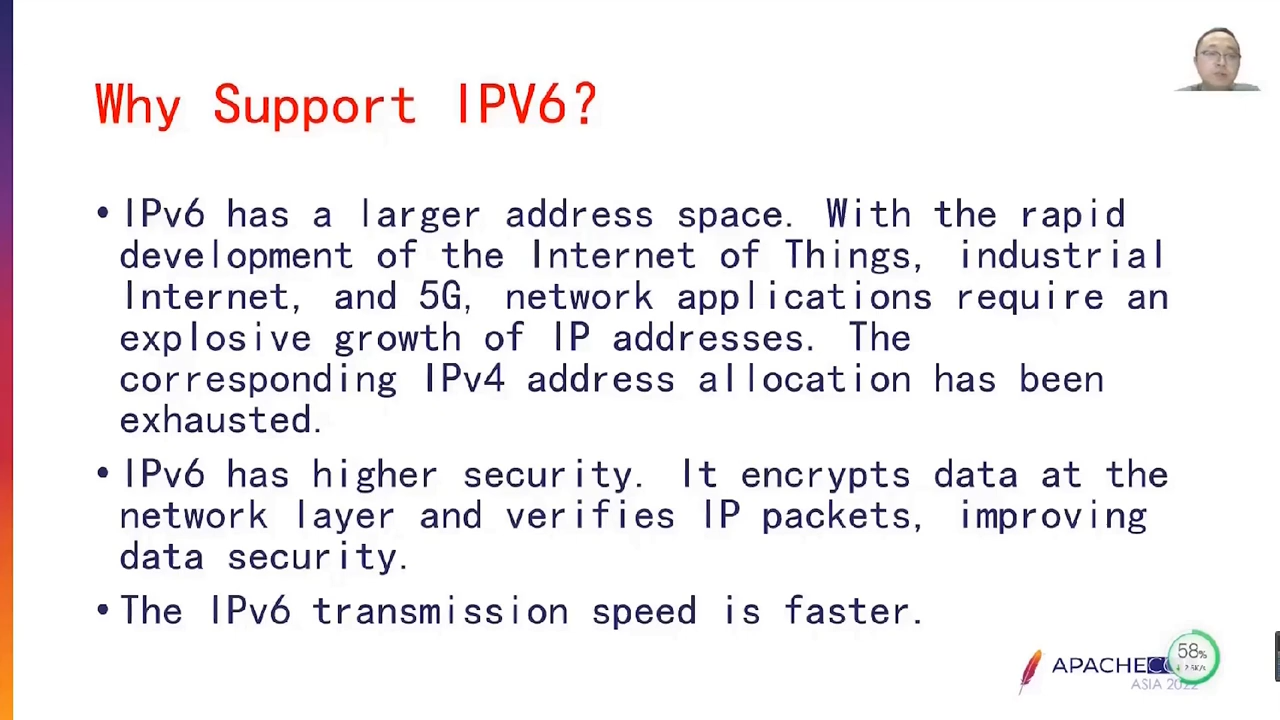 Why Support IPV6?
• IPv6 has a larger address space. With the rapid
development of the Internet of Things, industrial
Internet, and 5G, network applications require an
explosive growth of IP addresses. The
corresponding IPv4 address allocation has been
exhausted.
• IPv6 has higher security. It encrypts data at the
network layer and verifies IP packets, improving
data security.
• The IPv6 transmission speed is faster.
58%
APACHE
ASIA